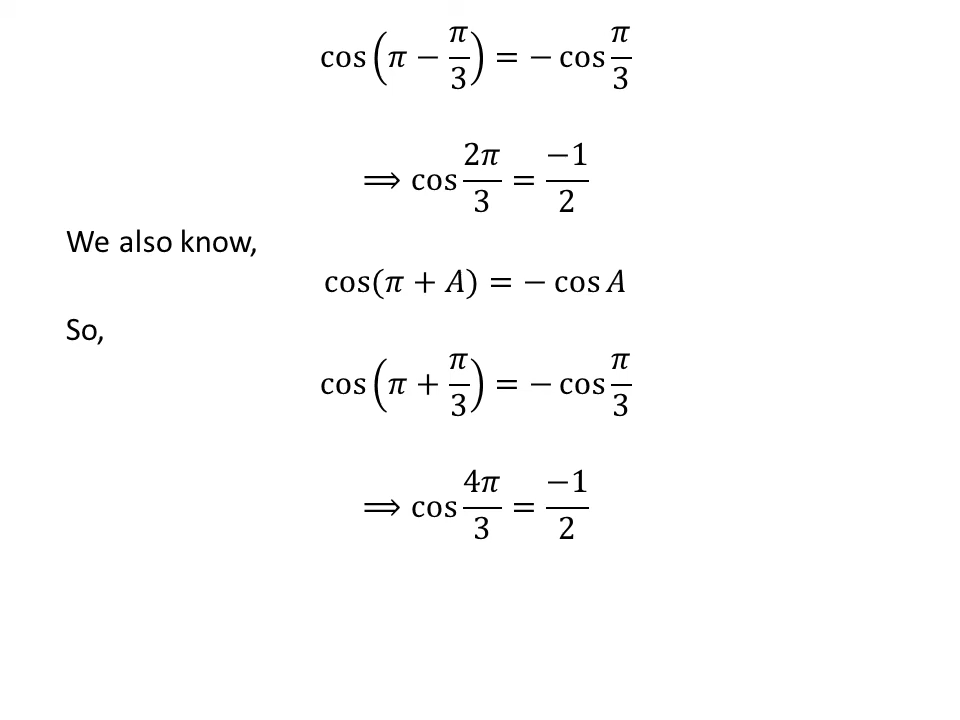 cos(π − π/3) = − cos π/3
⟹ cos 2π/3 = −1/2
We also know,
cos(π + A) = − cos A
So,
cos(π + π/3) = − cos π/3
⟹ cos 4π/3 = −1/2